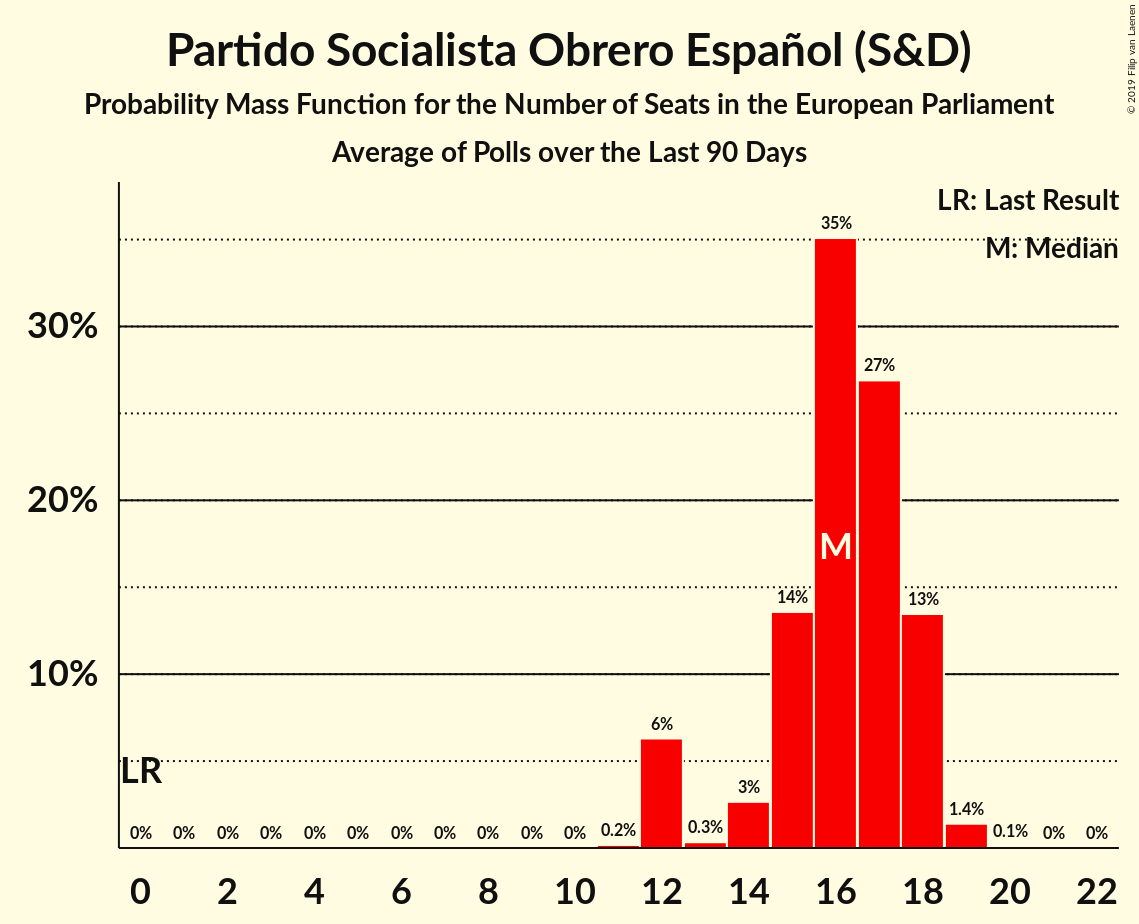 Partido Socialista Obrero Español (S&D)
Probability Mass Function for the Number of Seats in the European Parliament
Average of Polls over the Last 90 Days
© 2019 Filip van Laenen
LR: Last Result
M: Median
35%
30%
27%
20%
M
14%
13%
10%
6%
LR
3%
1.4%
0% 0% 0% 0% 0% 0% 0% 0% 0% 0% 0% 0.2% 0.3% 0.1% 0% 0%
0 2 4 6 8 10 12 14 16 18 20 22